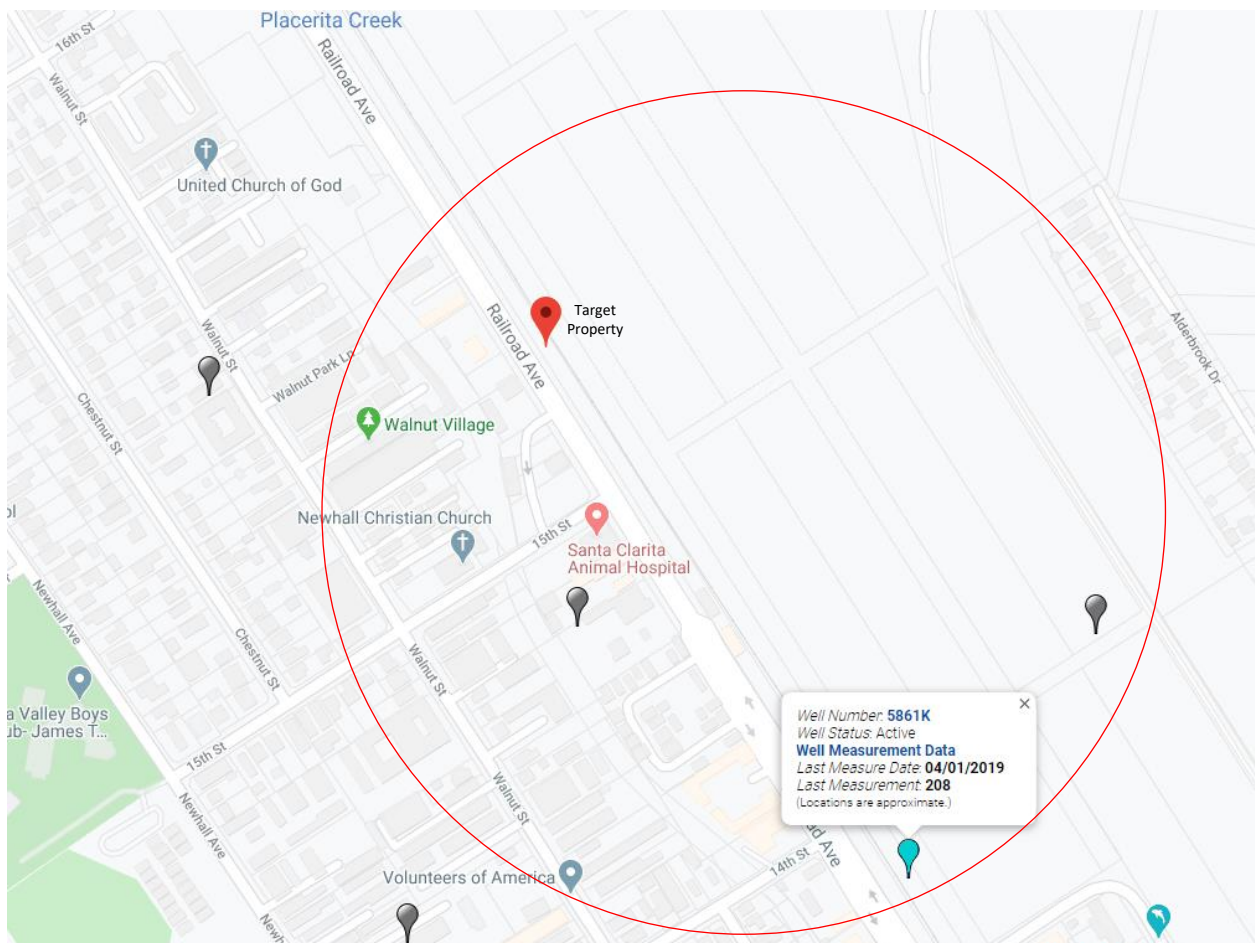 Placerita Creek
16th St
Railroad Ave
Walnut St
United Church of God
Target
Property
Railroad Ave
Walnut St
Walnut Park Ln
Alderbrook Dr
Chestnut St
Walnut Village
Newhall Christian Church
15th St
Santa Clarita
Animal Hospital
Newhall Ave
Chestnut St
Walnut St
a Valley Boys
ub- James T...
15th St
Well Number: 5861K
Well Status: Active
Well Measurement Data
Last Measure Date: 04/01/2019
Last Measurement: 208
(Locations are approximate.)
Newhall Ave
Walnut St
ad Ave
14th St
Volunteers of America
Newh